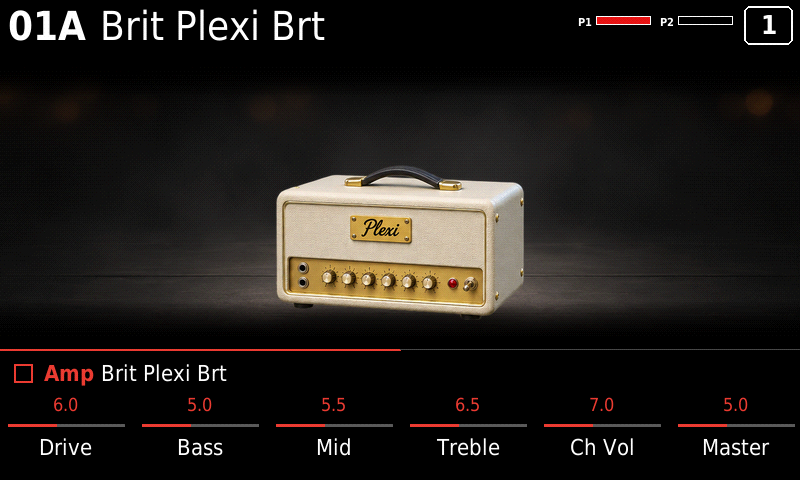 01A Brit Plexi Brt
P1 P2 1
Plexi
Amp Brit Plexi Brt
6.0 5.0 5.5 6.5 7.0 5.0
Drive Bass Mid Treble Ch Vol Master